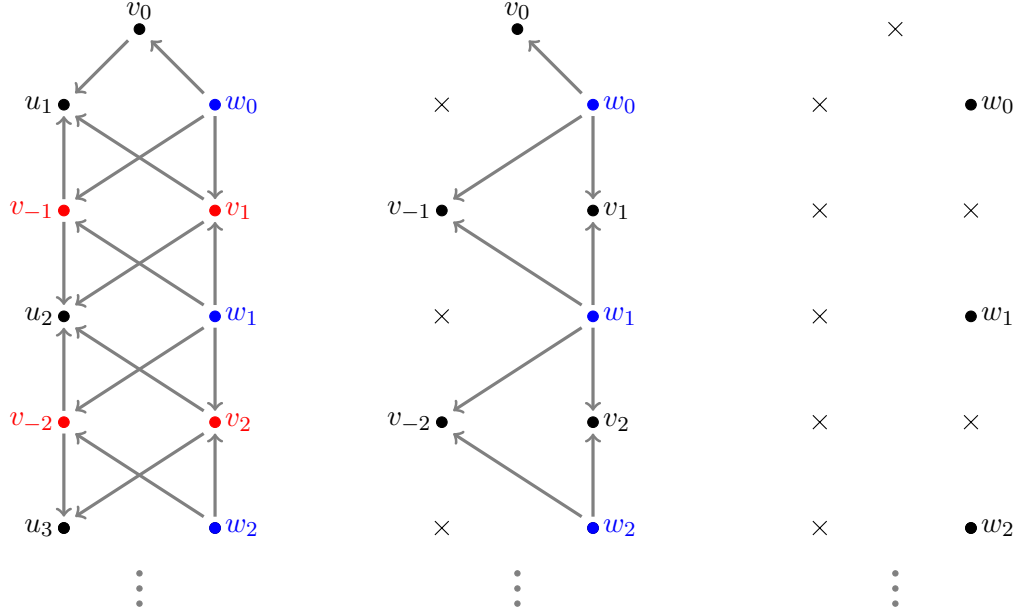 v₀ v₀
u₁ w₀ w₀ w₀
v₋₁ v₁ v₋₁ v₁
u₂ w₁ w₁ w₁
v₋₂ v₂ v₋₂ v₂
u₃ w₂ w₂ w₂